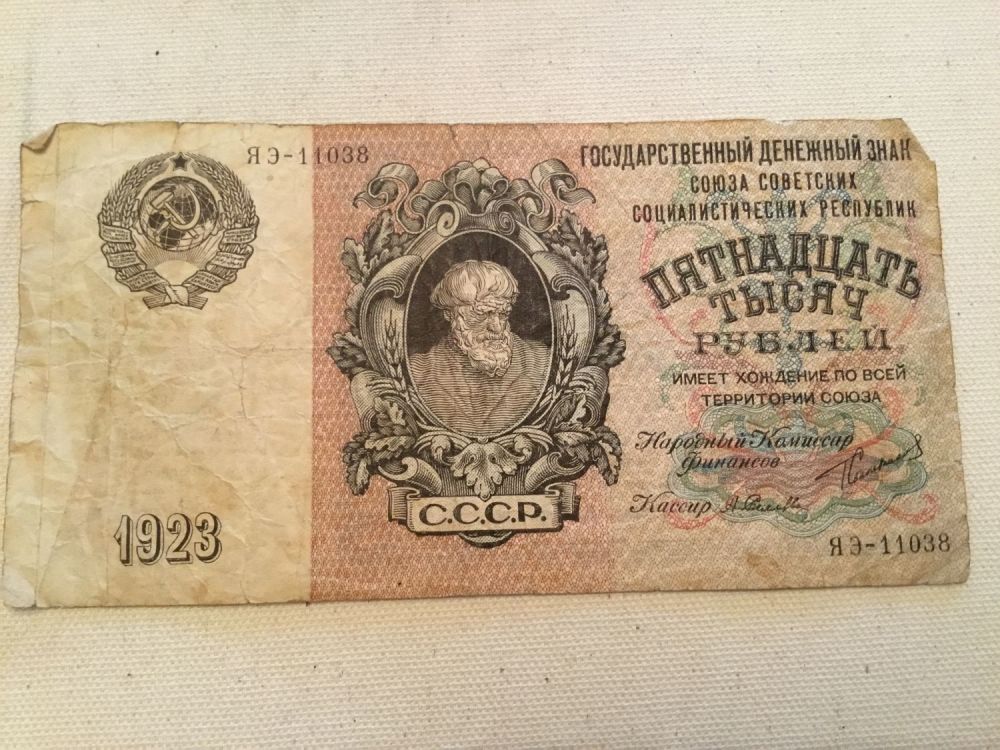 ЯЭ-11038
ГОСУДАРСТВЕННЫЙ ДЕНЕЖНЫЙ ЗНАК
СОЮЗА СОВЕТСКИХ
СОЦИАЛИСТИЧЕСКИХ РЕСПУБЛИК
ПЯТНАДЦАТЬ
ТЫСЯЧ
РУБЛЕЙ
ИМЕЕТ ХОЖДЕНИЕ ПО ВСЕЙ
ТЕРРИТОРИИ СОЮЗА
Народный Комиссар
Финансов
Кассир
С.С.С.Р.
1923
ЯЭ-11038